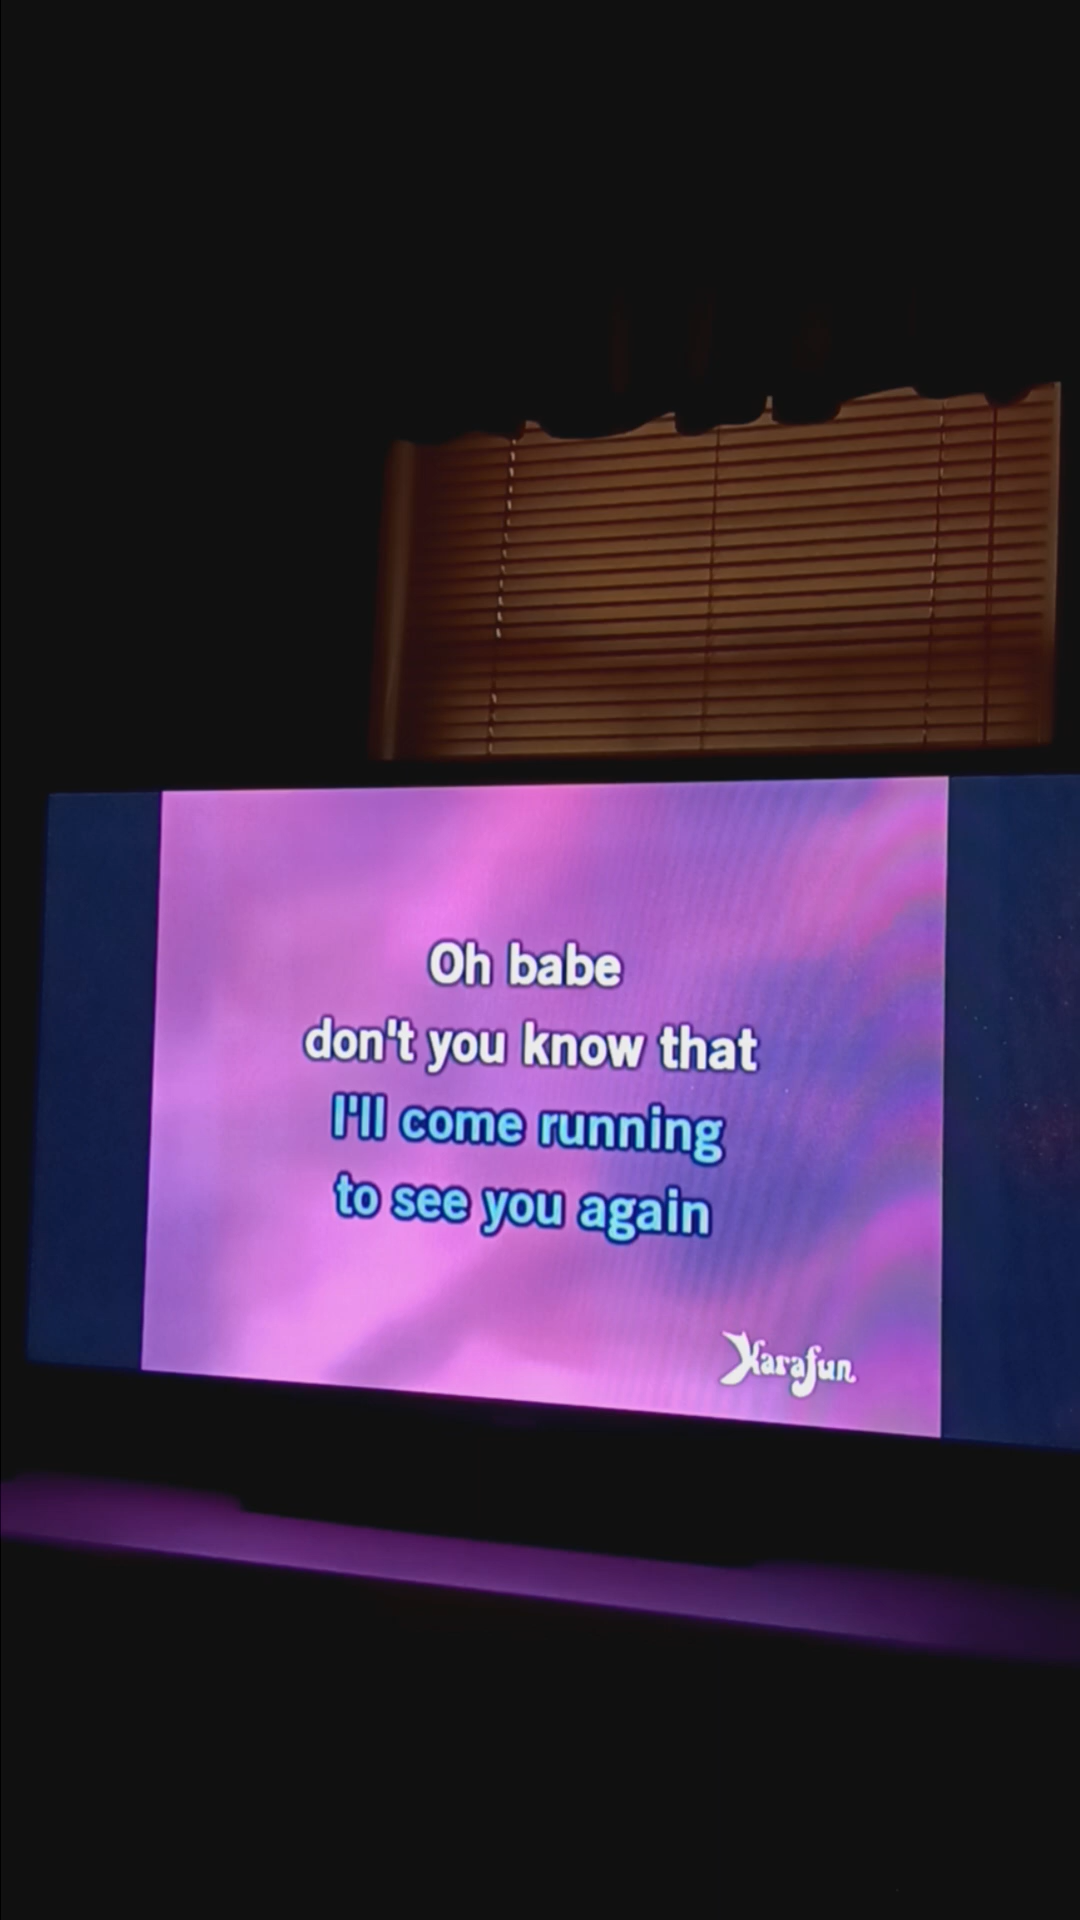 Oh babe
don't you know that
I'll come running
to see you again
Karafun